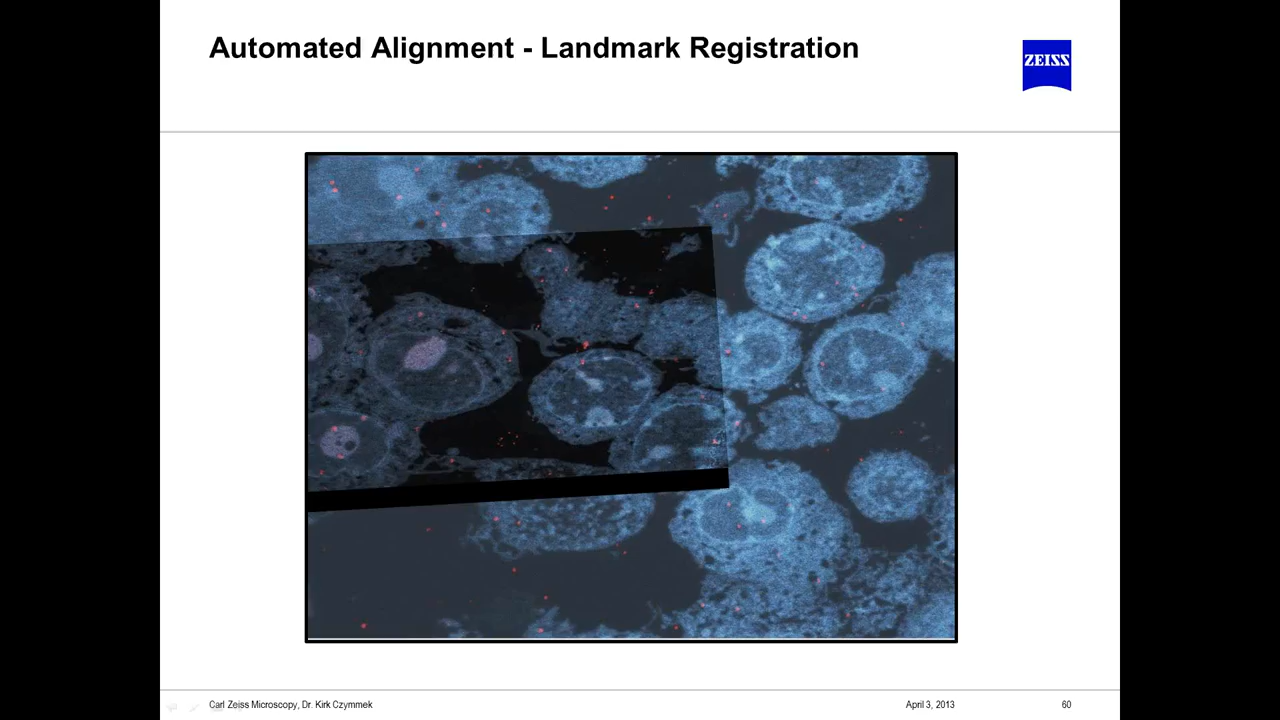 Automated Alignment - Landmark Registration
ZEISS
Carl Zeiss Microscopy, Dr. Kirk Czymmek
April 3, 2013
60